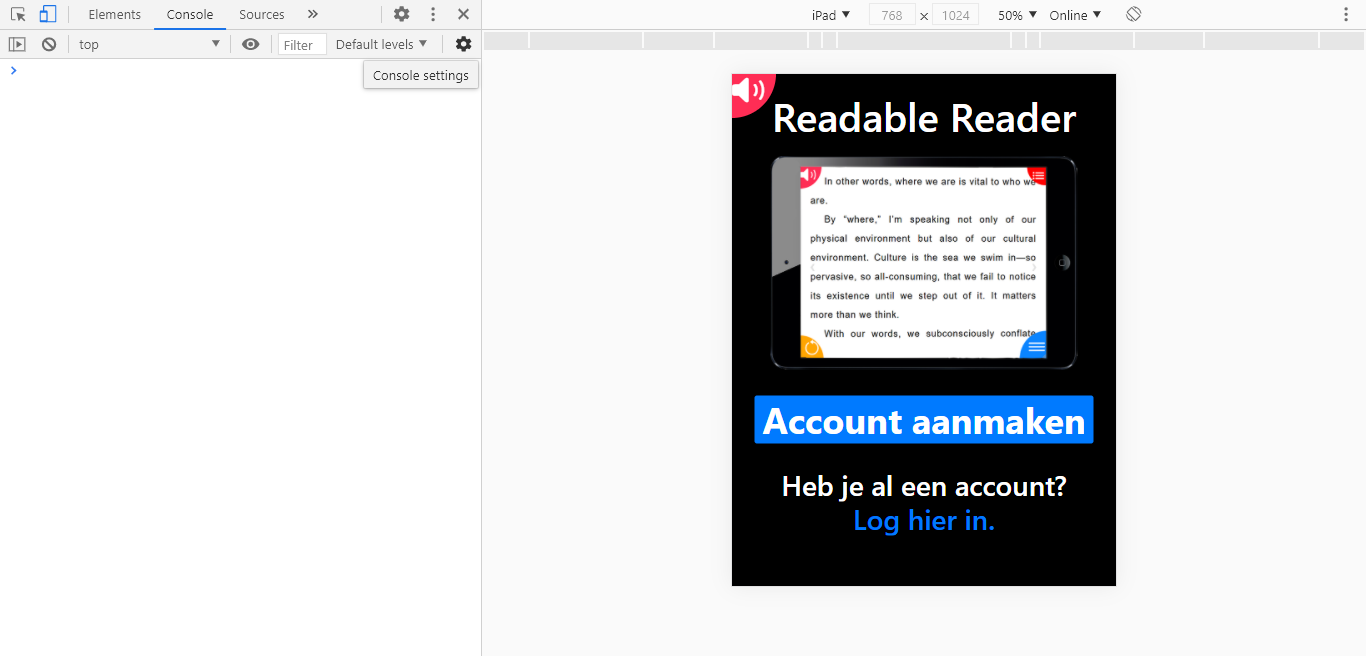 Elements Console Sources
iPad 768 × 1024 50% Online
top Filter Default levels
Console settings
Readable Reader
In other words, where we are is vital to who we
are.
By “where,” I’m speaking not only of our
physical environment but also of our cultural
environment. Culture is the sea we swim in—so
pervasive, so all-consuming, that we fail to notice
its existence until we step out of it. It matters
more than we think.
With our words, we subconsciously conflate
Account aanmaken
Heb je al een account?
Log hier in.